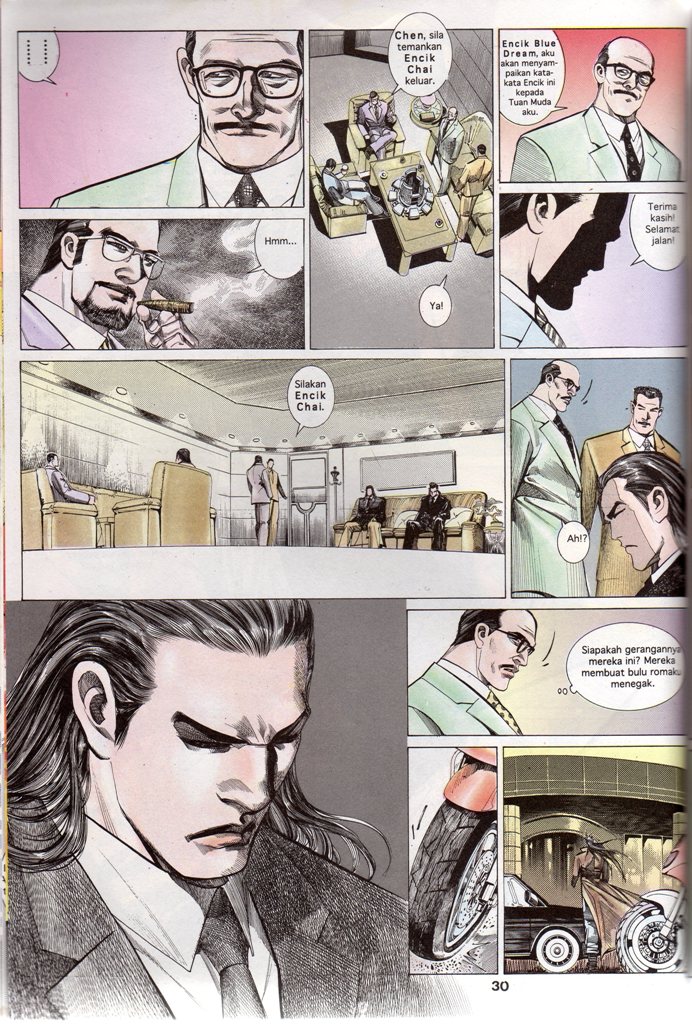 Chen, sila
temankan
Encik
Chai
keluar.
Encik Blue
Dream, aku
akan menyam-
paikan kata-
kata Encik ini
kepada
Tuan Muda
aku.
Hmm...
Ya!
Terima
kasih!
Selamat
jalan!
Silakan
Encik
Chai.
Ah!?
Siapakah gerangannya
mereka ini? Mereka
membuat bulu romaku
menegak.
30